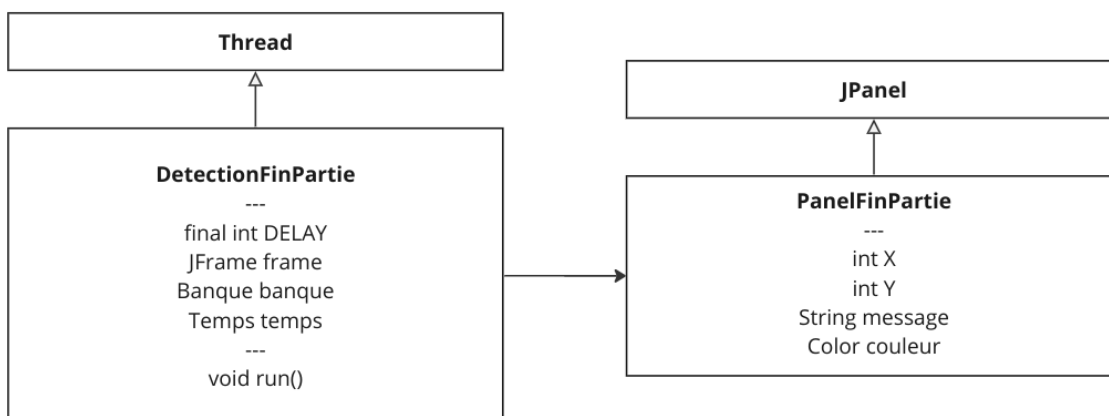 Thread
DetectionFinPartie
---
final int DELAY
JFrame frame
Banque banque
Temps temps
---
void run()
JPanel
PanelFinPartie
---
int X
int Y
String message
Color couleur